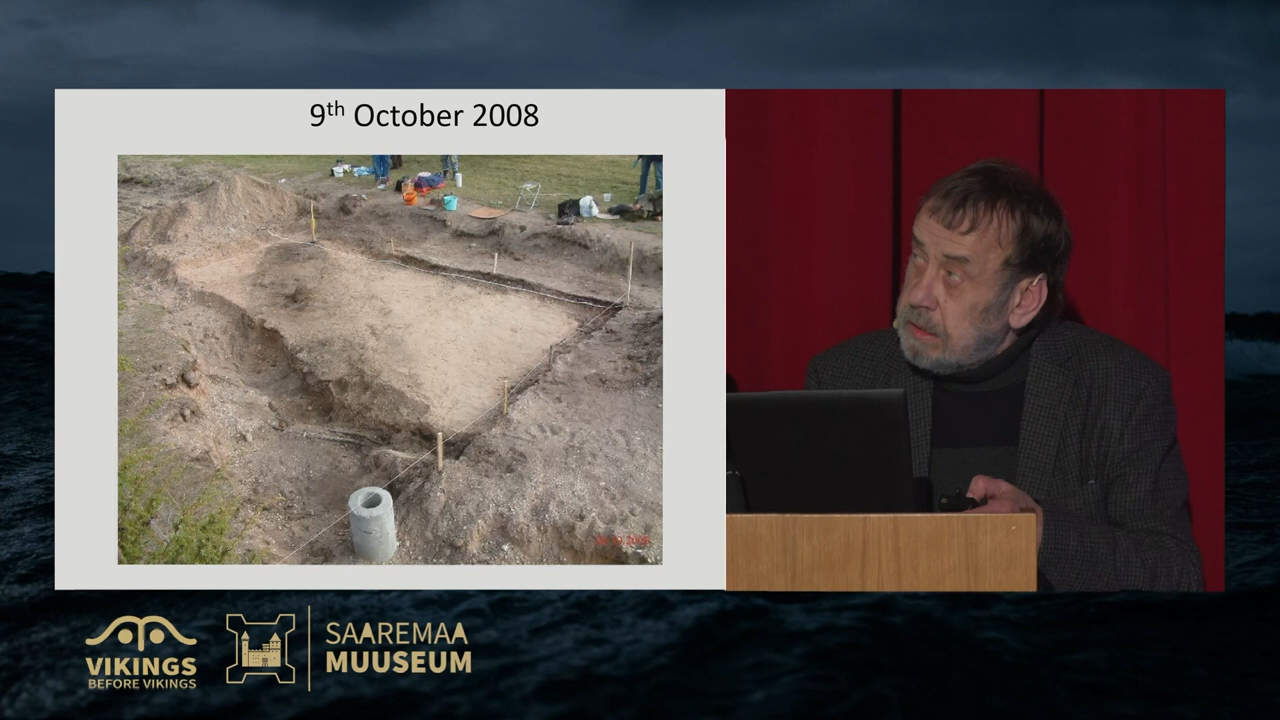 9th October 2008
VIKINGS
BEFORE VIKINGS
SAAREMAA
MUUSEUM